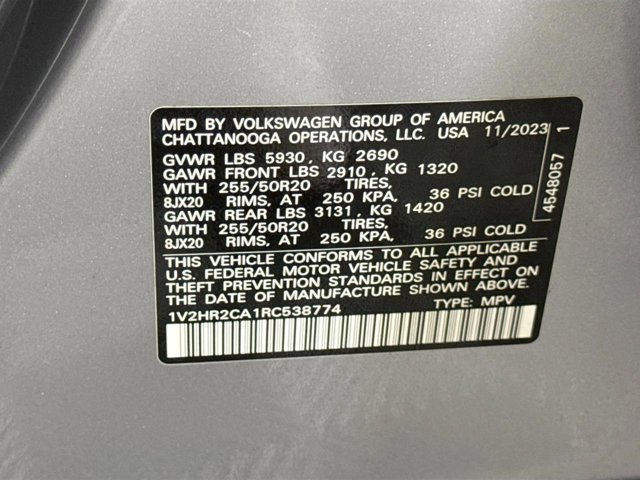 MFD BY VOLKSWAGEN GROUP OF AMERICA
CHATTANOOGA OPERATIONS, LLC. USA 11/2023 1
GVWR LBS 5930, KG 2690
GAWR FRONT LBS 2910, KG 1320
WITH 255/50R20 TIRES,
8JX20 RIMS, AT 250 KPA, 36 PSI COLD
GAWR REAR LBS 3131, KG 1420
WITH 255/50R20 TIRES,
8JX20 RIMS, AT 250 KPA, 36 PSI COLD
THIS VEHICLE CONFORMS TO ALL APPLICABLE
U.S. FEDERAL MOTOR VEHICLE SAFETY AND
THEFT PREVENTION STANDARDS IN EFFECT ON
THE DATE OF MANUFACTURE SHOWN ABOVE.
1V2HR2CA1RC538774 TYPE: MPV
4548057